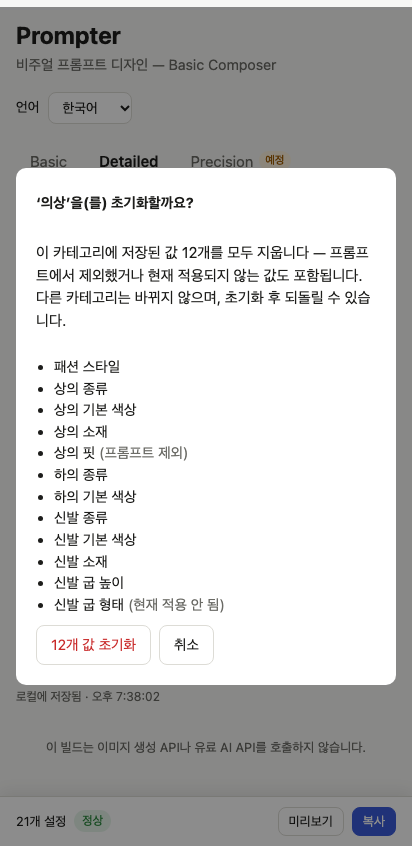 Prompter
비주얼 프롬프트 디자인 — Basic Composer
언어 한국어
Basic Detailed Precision 예정
‘의상’을(를) 초기화할까요?
이 카테고리에 저장된 값 12개를 모두 지웁니다 — 프롬프
트에서 제외했거나 현재 적용되지 않는 값도 포함됩니다.
다른 카테고리는 바뀌지 않으며, 초기화 후 되돌릴 수 있습
니다.
• 패션 스타일
• 상의 종류
• 상의 기본 색상
• 상의 소재
• 상의 핏 (프롬프트 제외)
• 하의 종류
• 하의 기본 색상
• 신발 종류
• 신발 기본 색상
• 신발 소재
• 신발 굽 높이
• 신발 굽 형태 (현재 적용 안 됨)
12개 값 초기화 취소
로컬에 저장됨 · 오후 7:38:02
이 빌드는 이미지 생성 API나 유료 AI API를 호출하지 않습니다.
21개 설정 정상 미리보기 복사